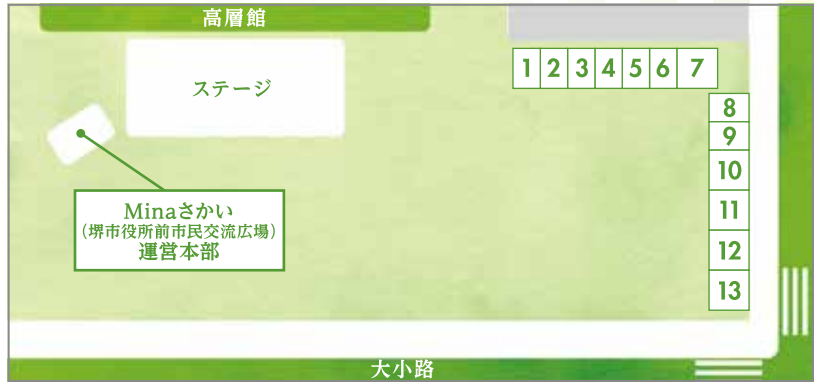 高層館
ステージ
1 2 3 4 5 6 7
8
9
10
11
12
13
Minaさかい
（堺市役所前市民交流広場）
運営本部
大小路